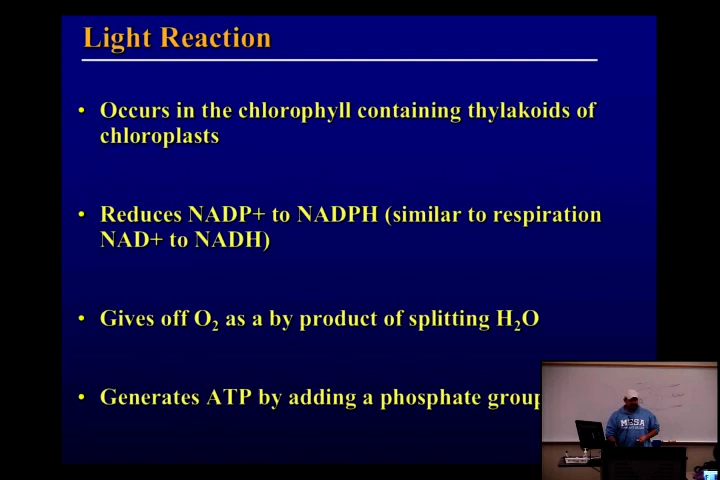 Light Reaction
• Occurs in the chlorophyll containing thylakoids of
chloroplasts
• Reduces NADP+ to NADPH (similar to respiration
NAD+ to NADH)
• Gives off O₂ as a by product of splitting H₂O
• Generates ATP by adding a phosphate group
MESA